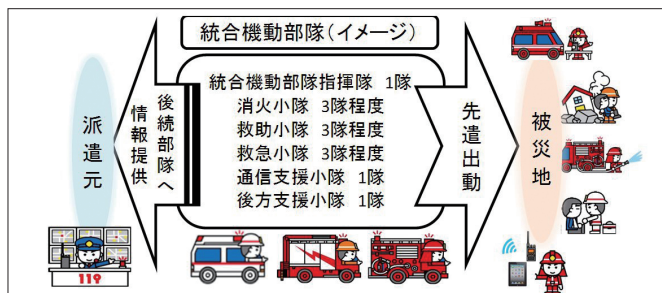 統合機動部隊(イメージ)
統合機動部隊指揮隊 1隊
消火小隊 3隊程度
救助小隊 3隊程度
救急小隊 3隊程度
通信支援小隊 1隊
後方支援小隊 1隊
派遣元
後続部隊へ
情報提供
先遣出動
被災地
119